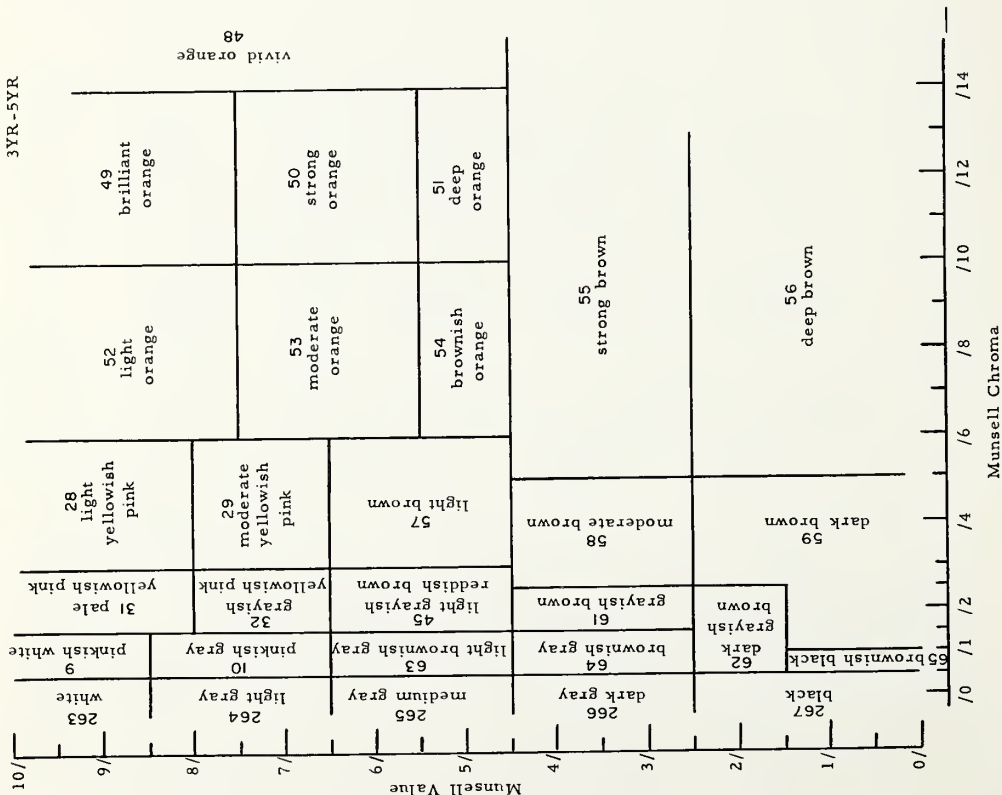 3YR-5YR
48
vivid orange
49
brilliant
orange
50
strong
orange
51
deep
orange
52
light
orange
53
moderate
orange
54
brownish
orange
55
strong brown
56
deep brown
28
light
yellowish
pink
29
moderate
yellowish
pink
57
light brown
58
moderate brown
59
dark brown
31 pale
yellowish pink
32
grayish
yellowish pink
45
light grayish
reddish brown
61
grayish brown
62
dark
grayish
brown
9
pinkish white
10
pinkish gray
63
light brownish gray
64
brownish gray
65 brownish black
263
white
264
light gray
265
medium gray
266
dark gray
267
black
10/
9/
8/
7/
6/
5/
4/
3/
2/
1/
0/
Munsell Value
/0
/1
/2
/4
/6
/8
/10
/12
/14
Munsell Chroma